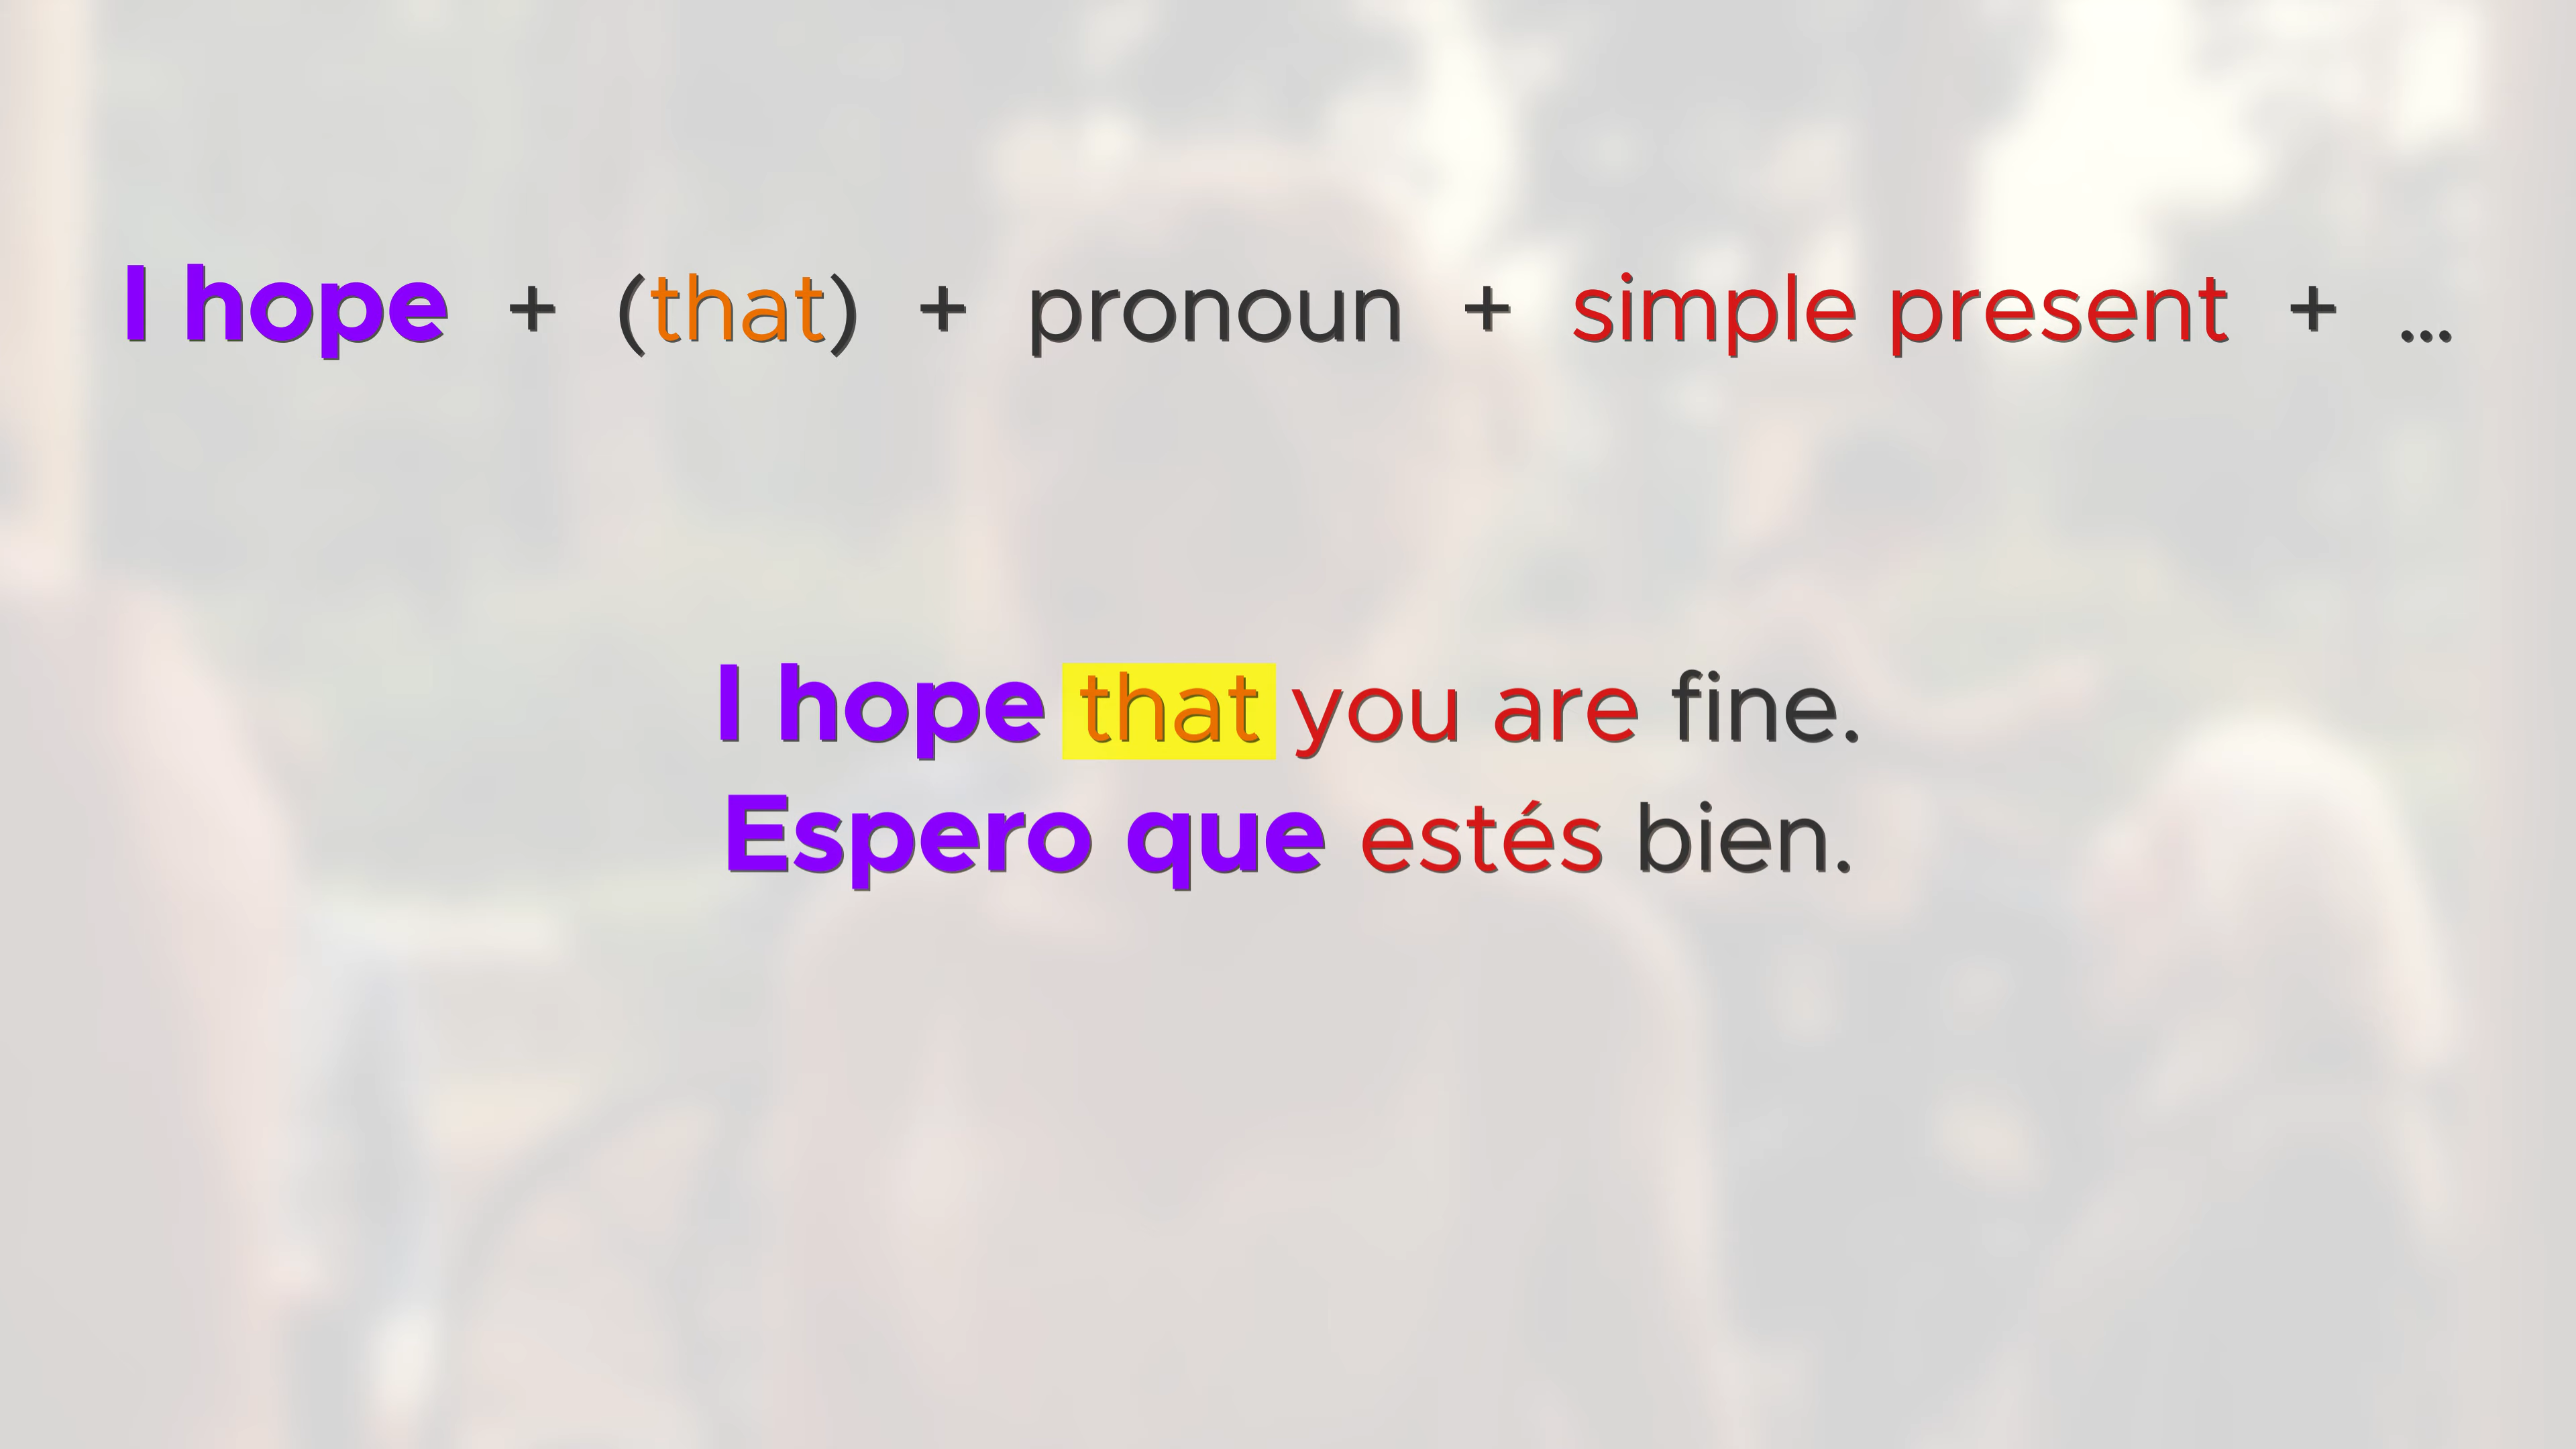 I hope + (that) + pronoun + simple present + ...
I hope that you are fine.
Espero que estés bien.